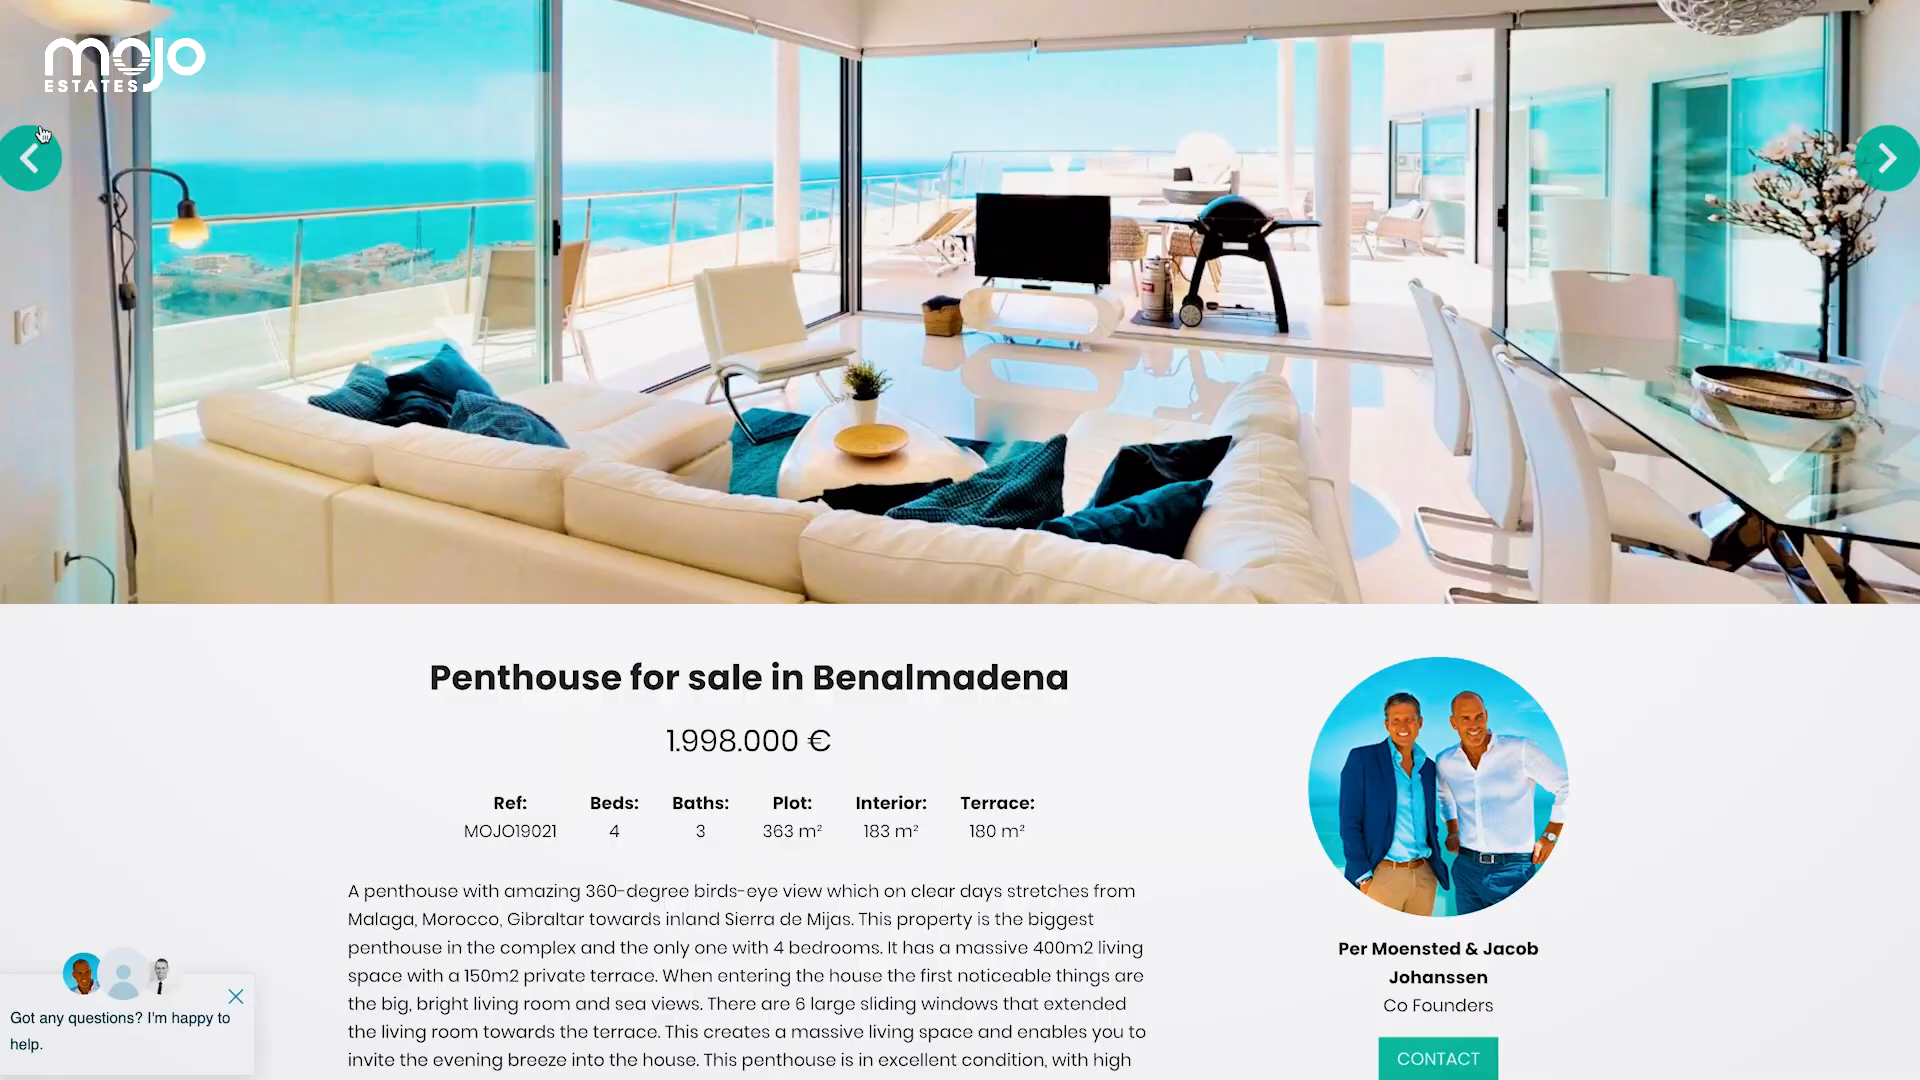 mojo
ESTATES
Penthouse for sale in Benalmadena
1.998.000 €
Ref: Beds: Baths: Plot: Interior: Terrace:
MOJO19021 4 3 363 m² 183 m² 180 m²
A penthouse with amazing 360-degree birds-eye view which on clear days stretches from
Malaga, Morocco, Gibraltar towards inland Sierra de Mijas. This property is the biggest
penthouse in the complex and the only one with 4 bedrooms. It has a massive 400m2 living
space with a 150m2 private terrace. When entering the house the first noticeable things are
the big, bright living room and sea views. There are 6 large sliding windows that extended
the living room towards the terrace. This creates a massive living space and enables you to
invite the evening breeze into the house. This penthouse is in excellent condition, with high
Per Moensted & Jacob
Johanssen
Co Founders
CONTACT
Got any questions? I'm happy to
help.